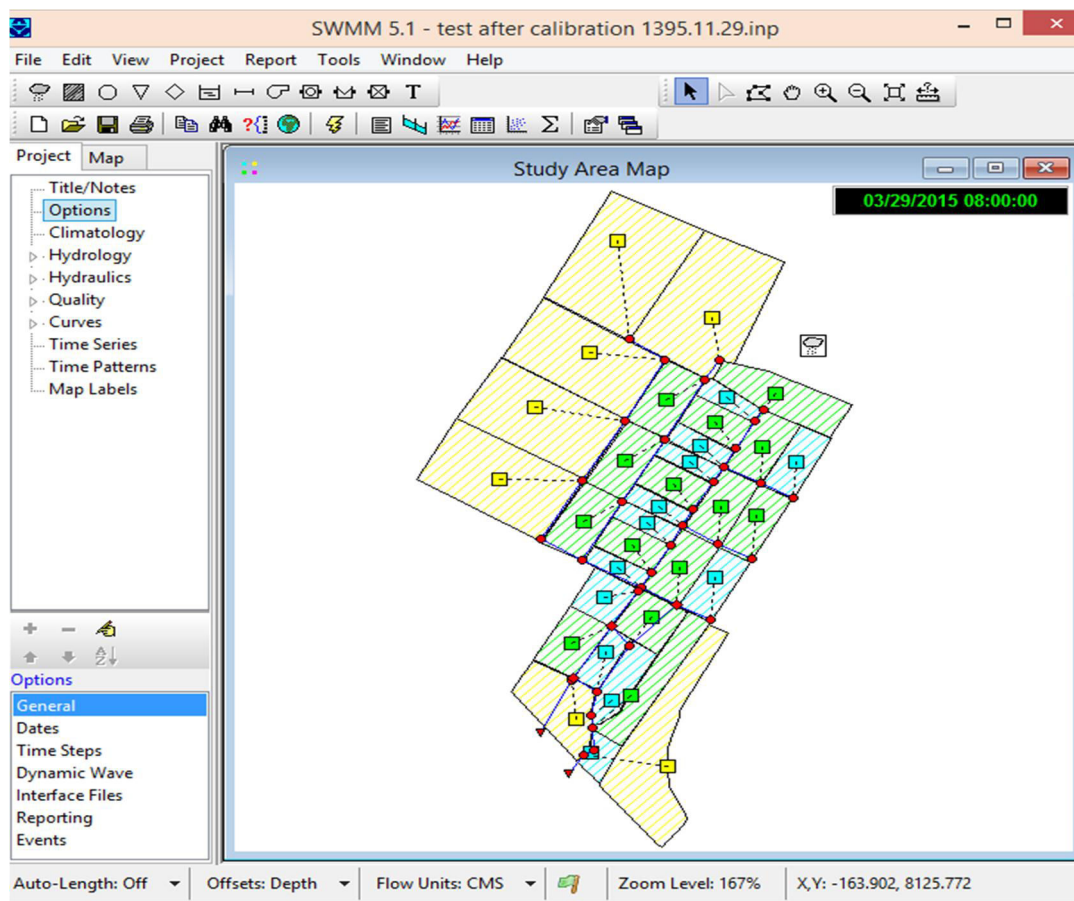 SWMM 5.1 - test after calibration 1395.11.29.inp
File Edit View Project Report Tools Window Help
T
?{}
Σ
Project Map
Title/Notes
Options
Climatology
Hydrology
Hydraulics
Quality
Curves
Time Series
Time Patterns
Map Labels
Study Area Map
03/29/2015 08:00:00
Options
General
Dates
Time Steps
Dynamic Wave
Interface Files
Reporting
Events
Auto-Length: Off Offsets: Depth Flow Units: CMS Zoom Level: 167% X,Y: -163.902, 8125.772